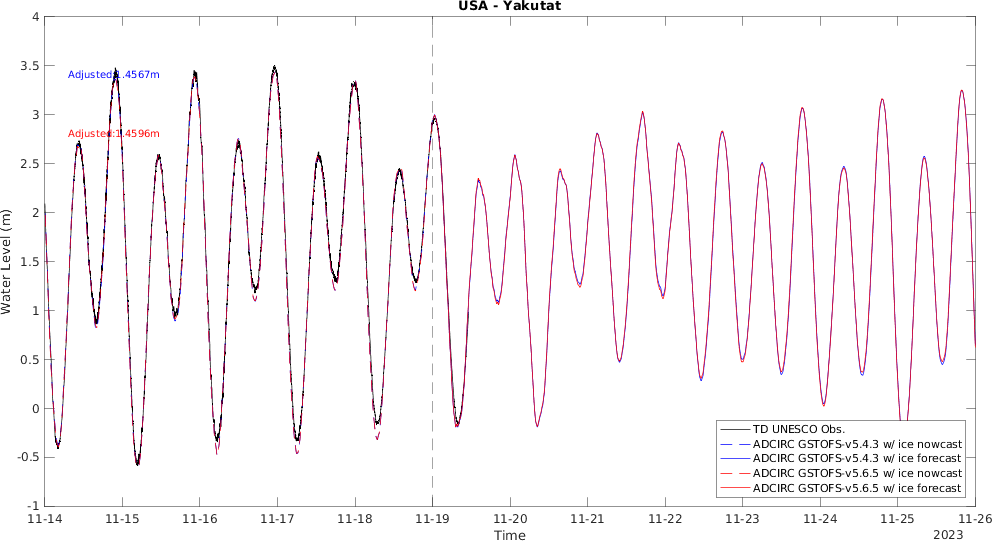 USA - Yakutat
4
3.5
3
2.5
2
1.5
1
0.5
0
-0.5
-1
Water Level (m)
Adjusted:1.4567m
Adjusted:1.4596m
TD UNESCO Obs.
ADCIRC GSTOFS-v5.4.3 w/ ice nowcast
ADCIRC GSTOFS-v5.4.3 w/ ice forecast
ADCIRC GSTOFS-v5.6.5 w/ ice nowcast
ADCIRC GSTOFS-v5.6.5 w/ ice forecast
11-14 11-15 11-16 11-17 11-18 11-19 11-20 11-21 11-22 11-23 11-24 11-25 11-26
Time
2023